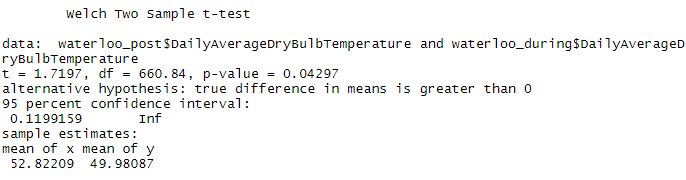 Welch Two Sample t-test
data:  waterloo_post$DailyAverageDryBulbTemperature and waterloo_during$DailyAverageD
ryBulbTemperature
t = 1.7197, df = 660.84, p-value = 0.04297
alternative hypothesis: true difference in means is greater than 0
95 percent confidence interval:
 0.1199159       Inf
sample estimates:
mean of x mean of y
 52.82209  49.98087